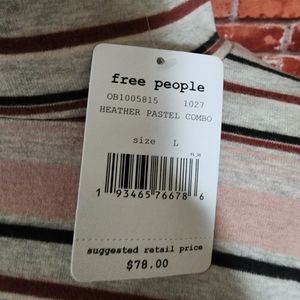 free people
OB1005815 1027
HEATHER PASTEL COMBO
size L
1 93465 76678 6
suggested retail price
$78.00